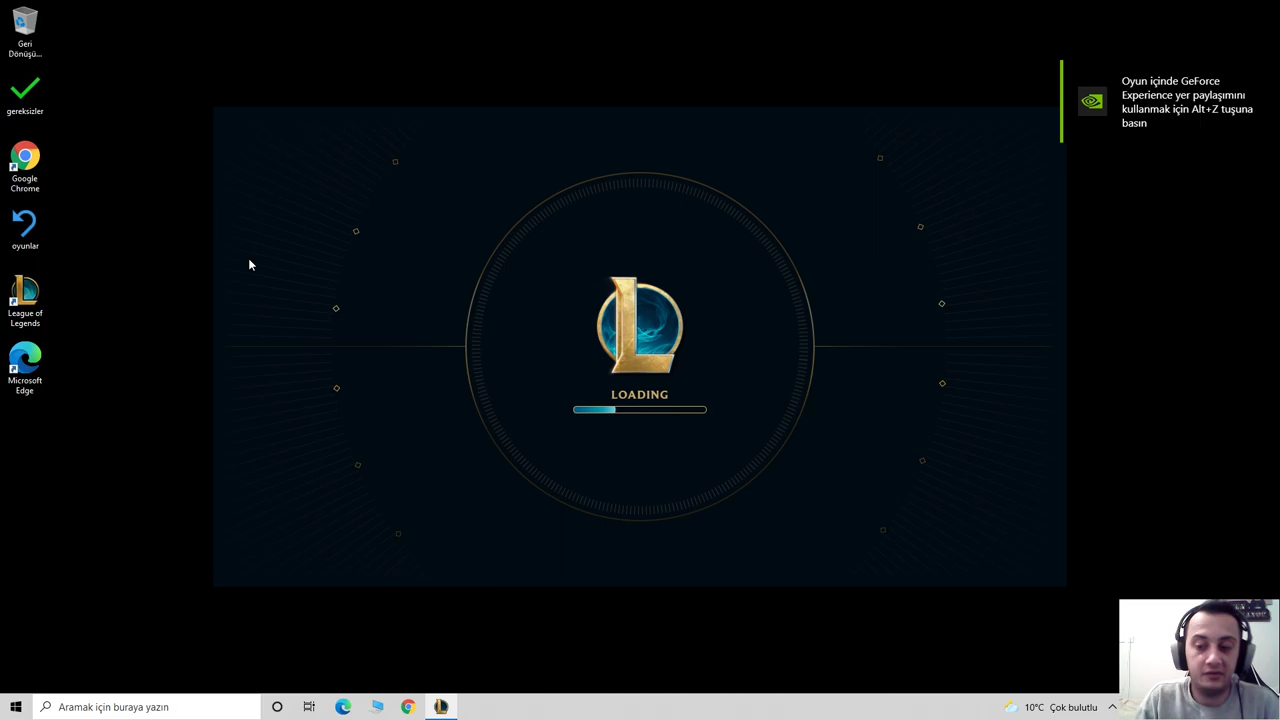 Geri
Dönüşü...
gereksizler
Google
Chrome
oyunlar
League of
Legends
Microsoft
Edge
Oyun içinde GeForce
Experience yer paylaşımını
kullanmak için Alt+Z tuşuna
basın
LOADING
Aramak için buraya yazın
10°C Çok bulutlu